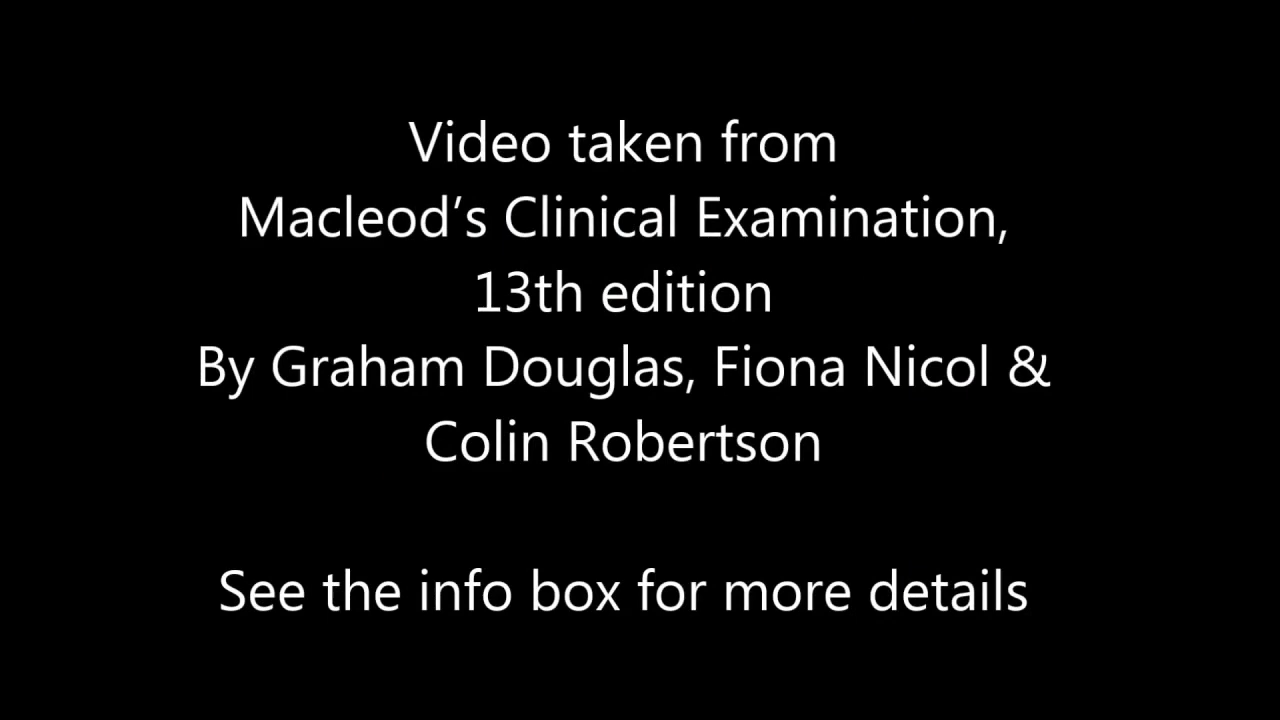 Video taken from
Macleod’s Clinical Examination,
13th edition
By Graham Douglas, Fiona Nicol &
Colin Robertson
See the info box for more details